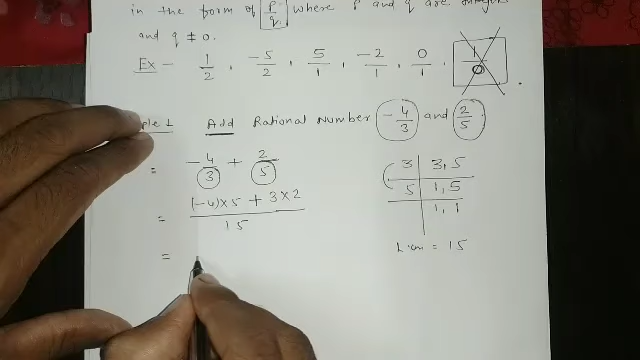 in the form of p/q, where p and q are integers
and q ≠ 0.
Ex - 1/2, -5/2, 5/1, -2/1, 0/1, 1/0.
ple 1 Add Rational Number -4/3 and 2/5.
= -4/3 + 2/5
= (-4)×5 + 3×2 / 15
=
3 | 3, 5
5 | 1, 5
1, 1
Lcm = 15